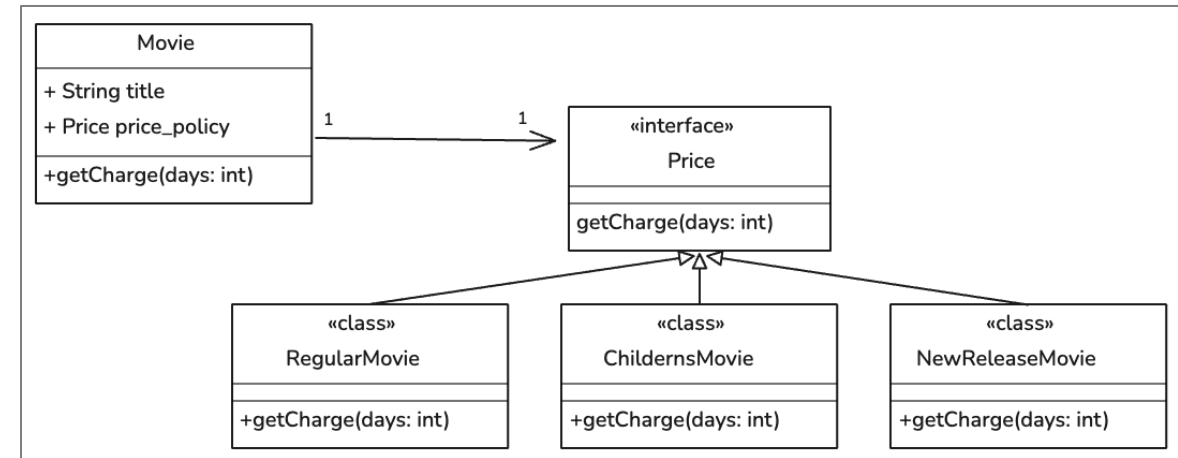 Movie
+ String title
+ Price price_policy
+getCharge(days: int)
1
1
«interface»
Price
getCharge(days: int)
«class»
RegularMovie
+getCharge(days: int)
«class»
ChildernsMovie
+getCharge(days: int)
«class»
NewReleaseMovie
+getCharge(days: int)